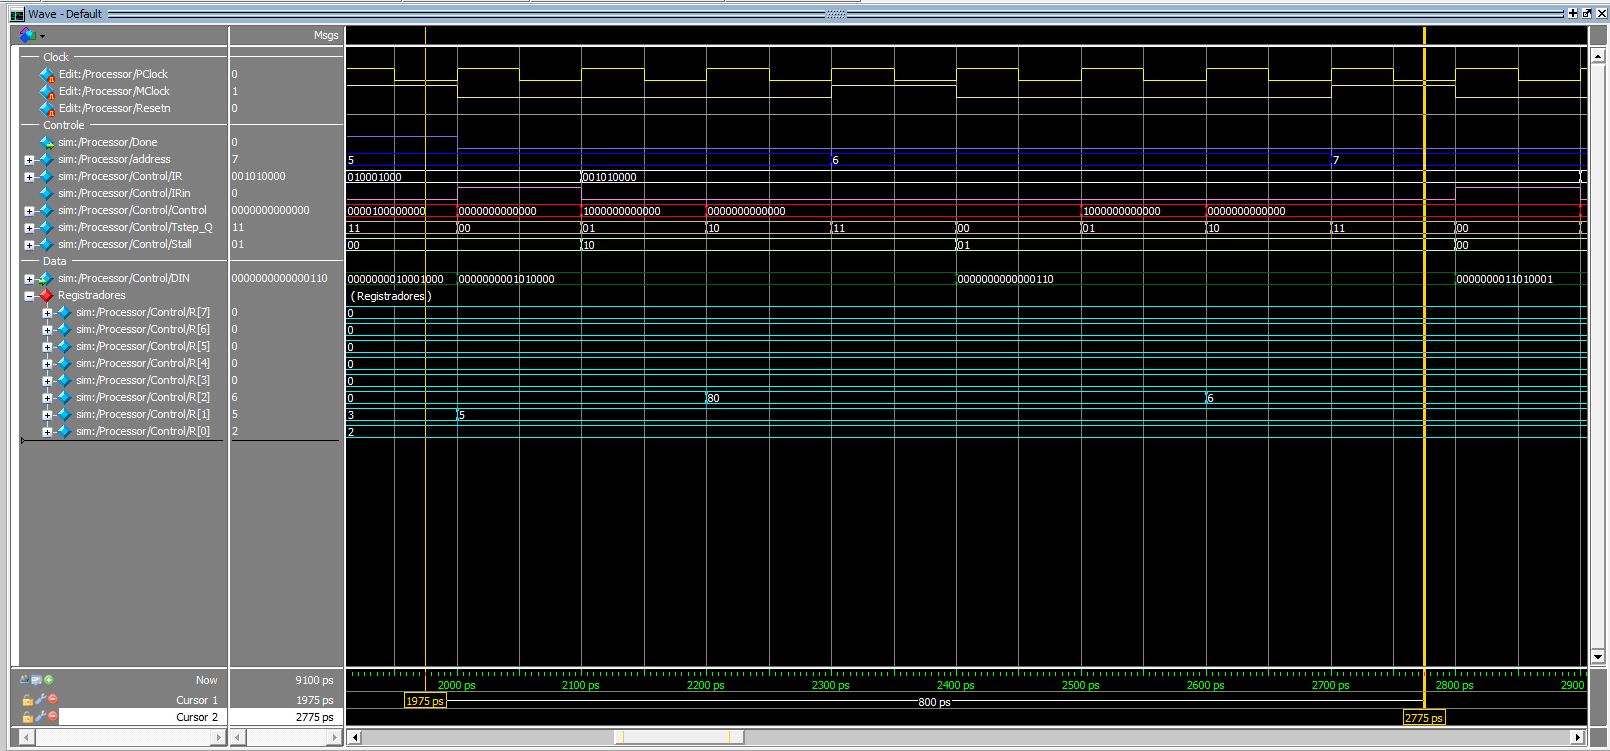 Wave - Default
Msgs
Clock
Edit:/Processor/PClock 0
Edit:/Processor/MClock 1
Edit:/Processor/Resetn 0
Controle
sim:/Processor/Done 0
sim:/Processor/address 7 5 6 7
sim:/Processor/Control/IR 001010000 010001000 001010000
sim:/Processor/Control/IRin 0
sim:/Processor/Control/Control 0000000000000 0000100000000 0000000000000 1000000000000 0000000000000 1000000000000 0000000000000
sim:/Processor/Control/Tstep_Q 11 11 00 01 10 11 00 01 10 11 00
sim:/Processor/Control/Stall 01 00 10 01 00
Data
sim:/Processor/Control/DIN 0000000000000110 0000000010001000 0000000001010000 0000000000000110 0000000011010001
Registradores (Registradores)
sim:/Processor/Control/R[7] 0 0
sim:/Processor/Control/R[6] 0 0
sim:/Processor/Control/R[5] 0 0
sim:/Processor/Control/R[4] 0 0
sim:/Processor/Control/R[3] 0 0
sim:/Processor/Control/R[2] 6 0 80 6
sim:/Processor/Control/R[1] 5 3 5
sim:/Processor/Control/R[0] 2 2
Now 9100 ps 2000 ps 2100 ps 2200 ps 2300 ps 2400 ps 2500 ps 2600 ps 2700 ps 2800 ps 2900
Cursor 1 1975 ps 1975 ps 800 ps
Cursor 2 2775 ps 2775 ps